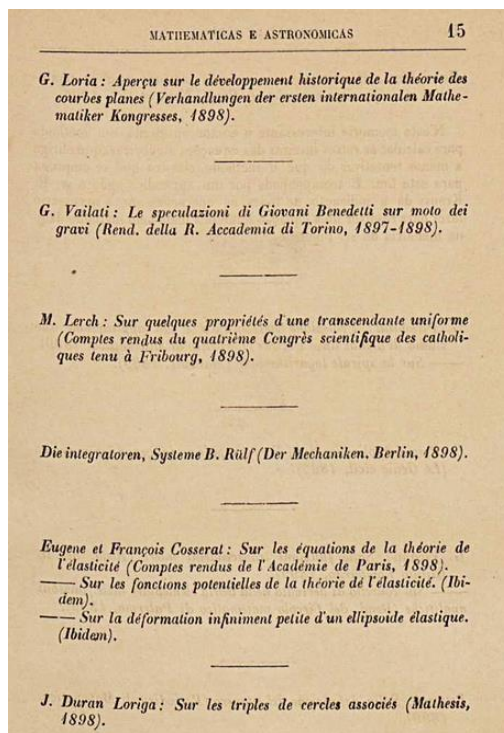 MATHEMATICAS E ASTRONOMICAS 15
G. Loria : Aperçu sur le développement historique de la théorie des
courbes planes (Verhandlungen der ersten internationalen Mathe-
matiker Kongresses, 1898).
G. Vailati : Le speculazioni di Giovani Benedetti sur moto dei
gravi (Rend. della R. Accademia di Torino, 1897-1898).
M. Lerch : Sur quelques propriétés d'une transcendante uniforme
(Comptes rendus du quatrième Congrès scientifique des catholi-
ques tenu à Fribourg, 1898).
Die integratoren, Systeme B. Rülf (Der Mechaniken. Berlin, 1898).
Eugene et François Cosserat : Sur les équations de la théorie de
l'élasticité (Comptes rendus de l'Académie de Paris, 1898).
—— Sur les fonctions potentielles de la théorie dé l'élasticité. (Ibi-
dem).
—— Sur la déformation infiniment petite d'un ellipsoide élastique.
(Ibidem).
J. Duran Loriga : Sur les triples de cercles associés (Mathesis,
1898).